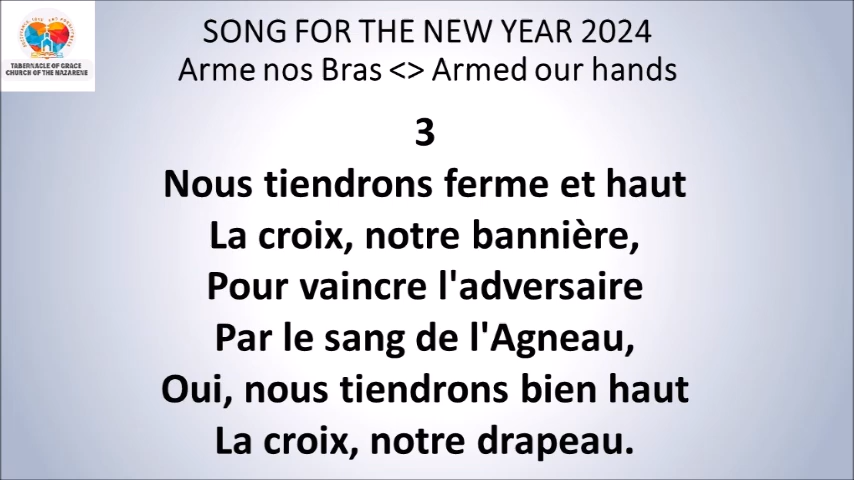 SONG FOR THE NEW YEAR 2024
Arme nos Bras <> Armed our hands
TABERNACLE OF GRACE
CHURCH OF THE NAZARENE
3
Nous tiendrons ferme et haut
La croix, notre bannière,
Pour vaincre l'adversaire
Par le sang de l'Agneau,
Oui, nous tiendrons bien haut
La croix, notre drapeau.